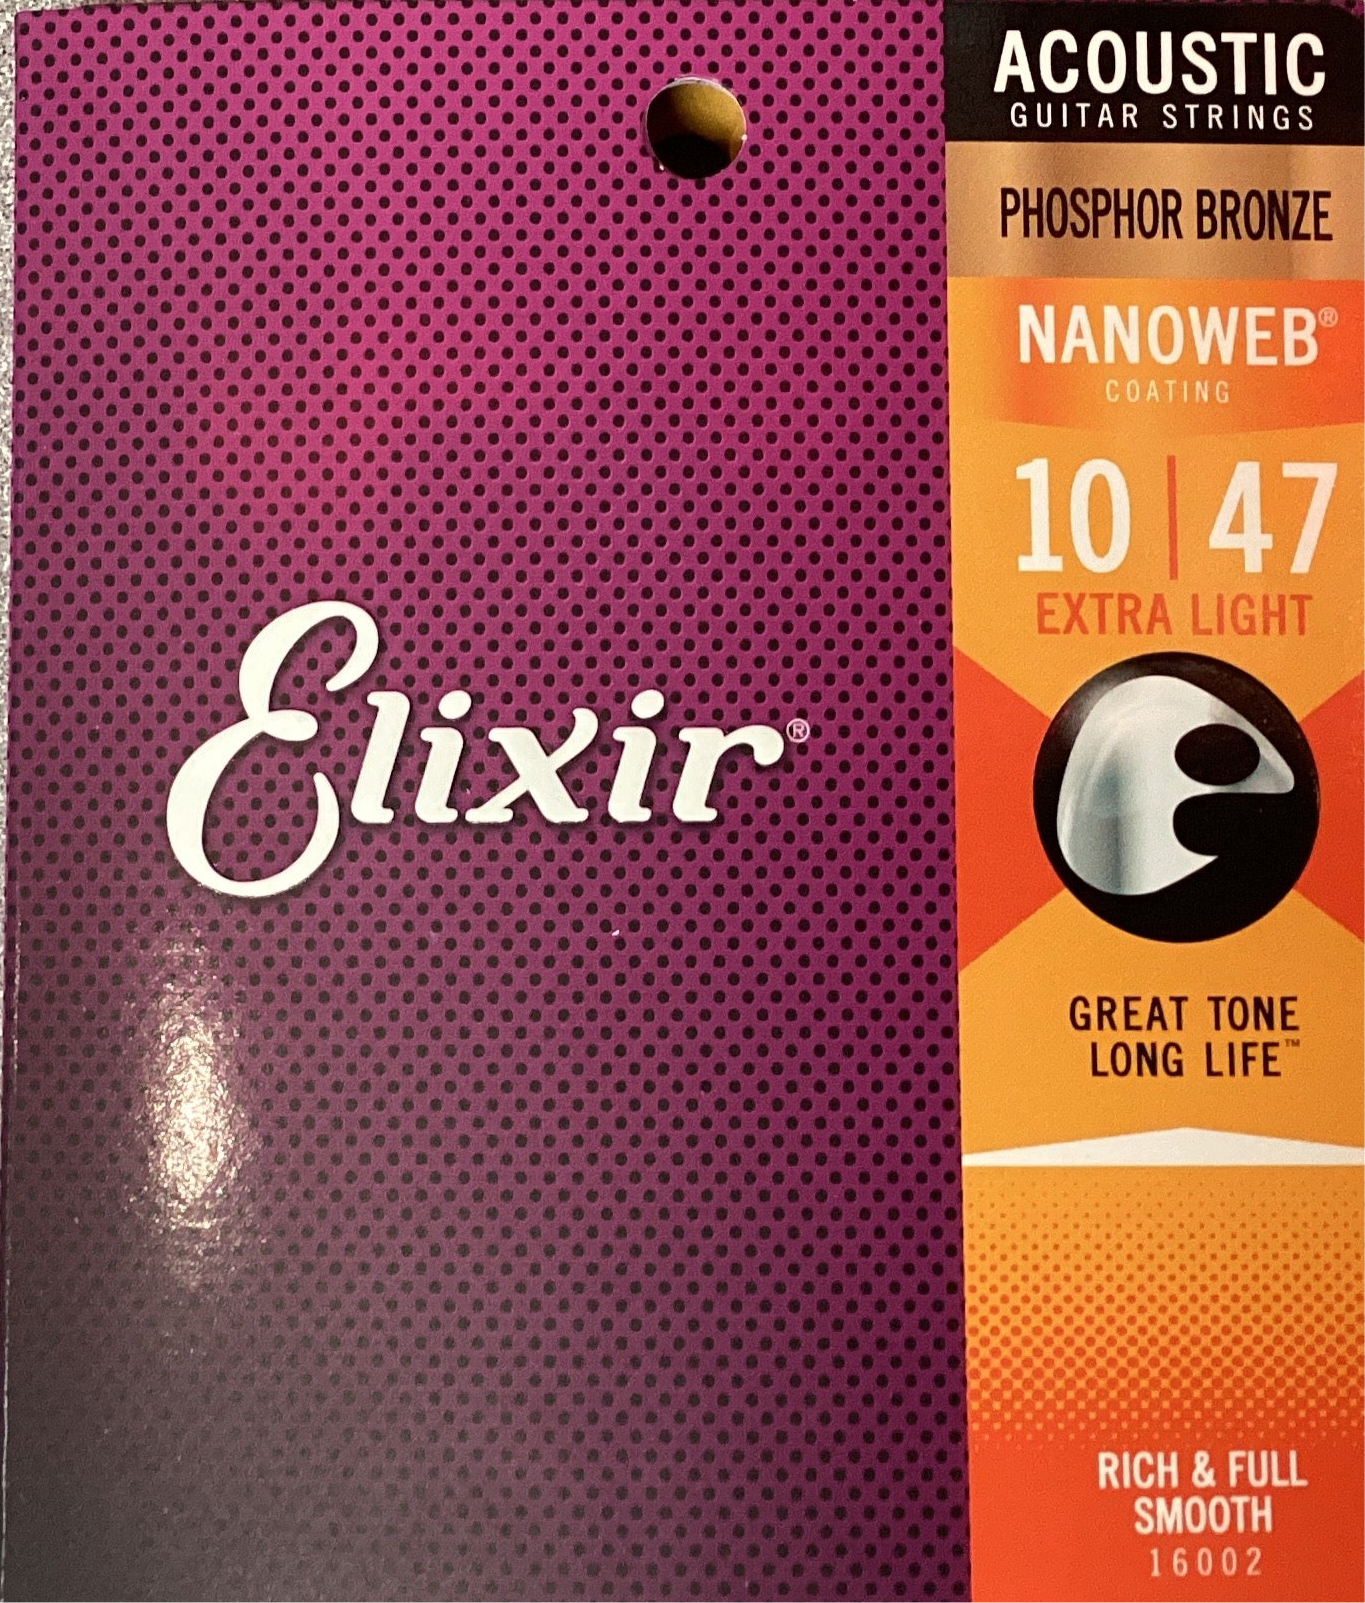 ACOUSTIC
GUITAR STRINGS
PHOSPHOR BRONZE
NANOWEB®
COATING
10 | 47
EXTRA LIGHT
Elixir®
GREAT TONE
LONG LIFE™
RICH & FULL
SMOOTH
16002